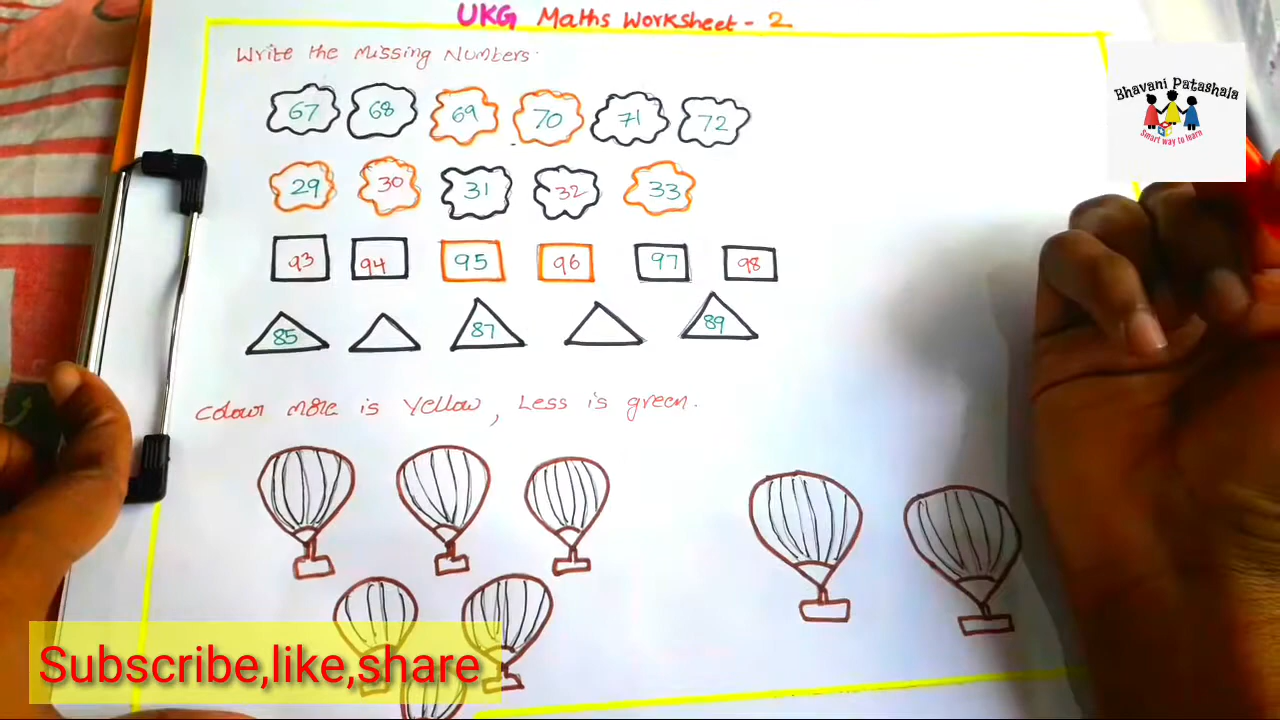 UKG Maths Worksheet - 2
Write the Missing Numbers.
67 68 69 70 71 72
29 30 31 32 33
93 94 95 96 97 98
85 87 89
Colour more is Yellow, Less is green.
Bhavani Patashala
Smart way to learn
Subscribe,like,share